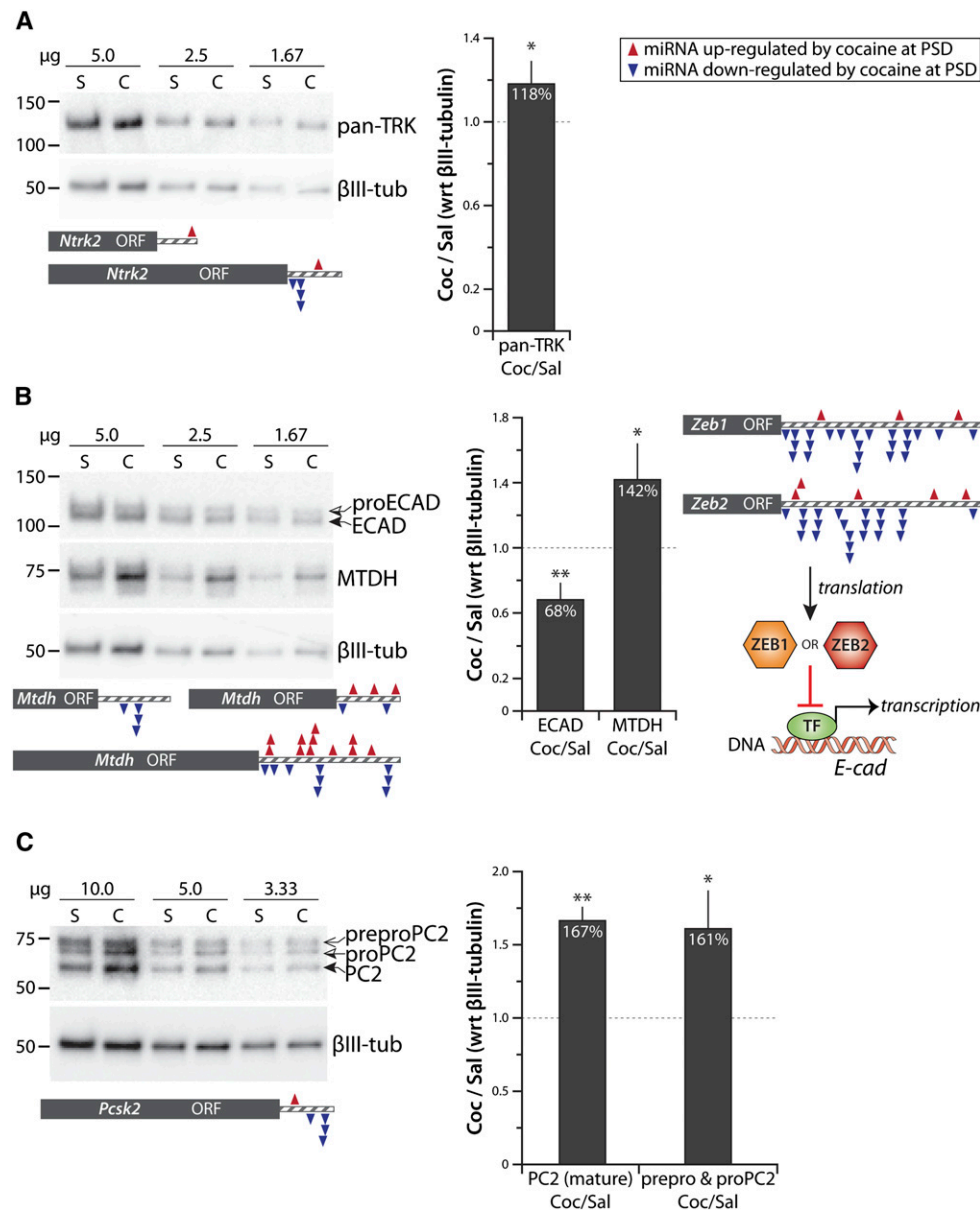 A
µg
5.0 2.5 1.67
S C S C S C
150
100
pan-TRK
50
βIII-tub
Ntrk2 ORF
Ntrk2 ORF
Coc / Sal (wrt βIII-tubulin)
1.4
1.0
0.6
1.2
0
*
118%
pan-TRK
Coc/Sal
miRNA up-regulated by cocaine at PSD
miRNA down-regulated by cocaine at PSD
B
µg
5.0 2.5 1.67
S C S C S C
150
100
proECAD
ECAD
75
MTDH
50
βIII-tub
Mtdh ORF
Mtdh ORF
Mtdh ORF
Coc / Sal (wrt βIII-tubulin)
1.8
1.4
1.0
0.6
1.2
0
**
68%
*
142%
ECAD
Coc/Sal
MTDH
Coc/Sal
Zeb1 ORF
Zeb2 ORF
translation
ZEB1 OR ZEB2
TF
transcription
DNA
E-cad
C
µg
10.0 5.0 3.33
S C S C S C
75
50
preproPC2
proPC2
PC2
50
βIII-tub
Pcsk2 ORF
Coc / Sal (wrt βIII-tubulin)
2.0
1.5
1.0
1.5
0
**
167%
*
161%
PC2 (mature)
Coc/Sal
prepro & proPC2
Coc/Sal